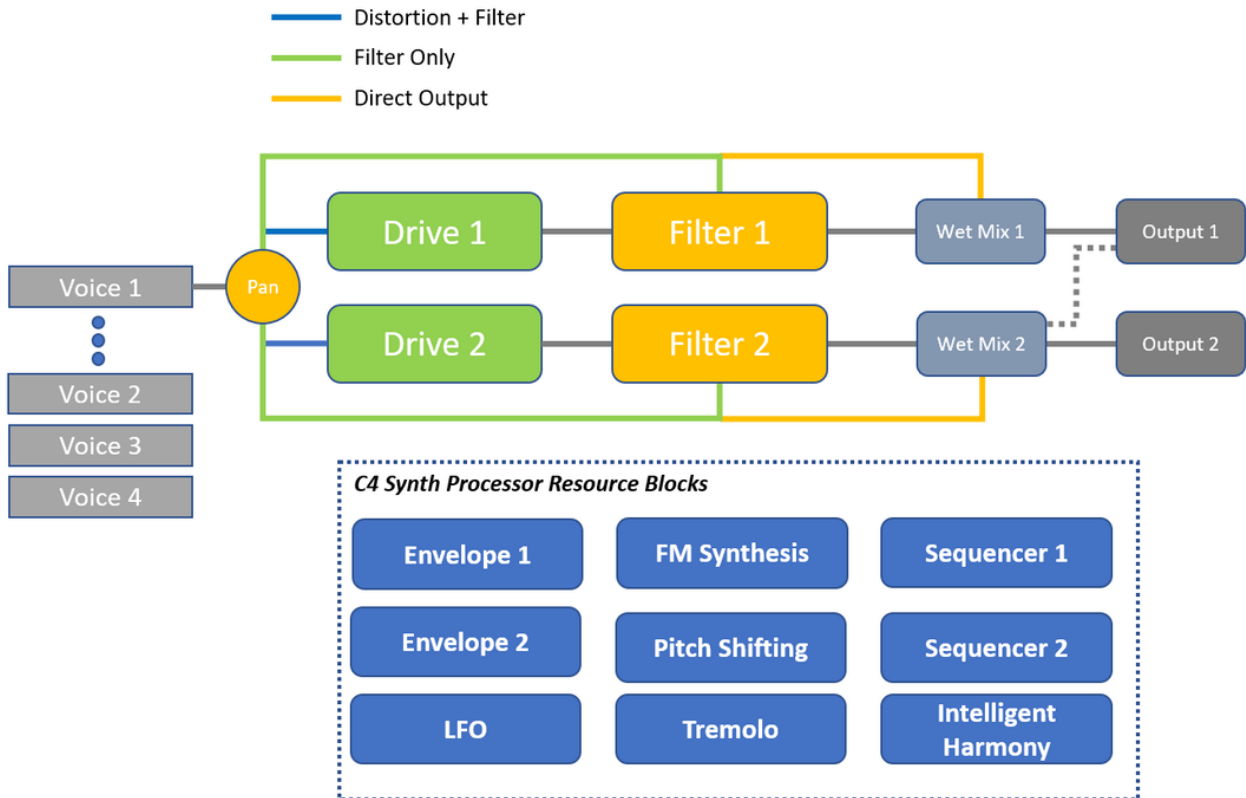 Distortion + Filter
Filter Only
Direct Output
Drive 1
Filter 1
Wet Mix 1
Output 1
Voice 1
Pan
Drive 2
Filter 2
Wet Mix 2
Output 2
Voice 2
Voice 3
Voice 4
C4 Synth Processor Resource Blocks
Envelope 1
FM Synthesis
Sequencer 1
Envelope 2
Pitch Shifting
Sequencer 2
LFO
Tremolo
Intelligent
Harmony